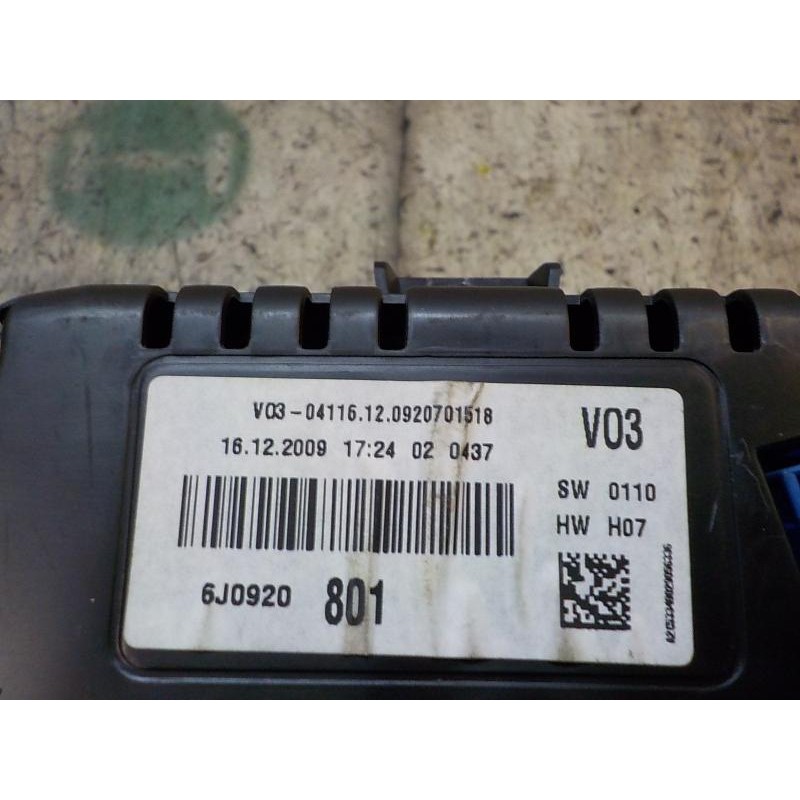 V03-04116.12.0920701518
V03
16.12.2009 17:24 02 0437
SW 0110
HW H07
6J0920 801